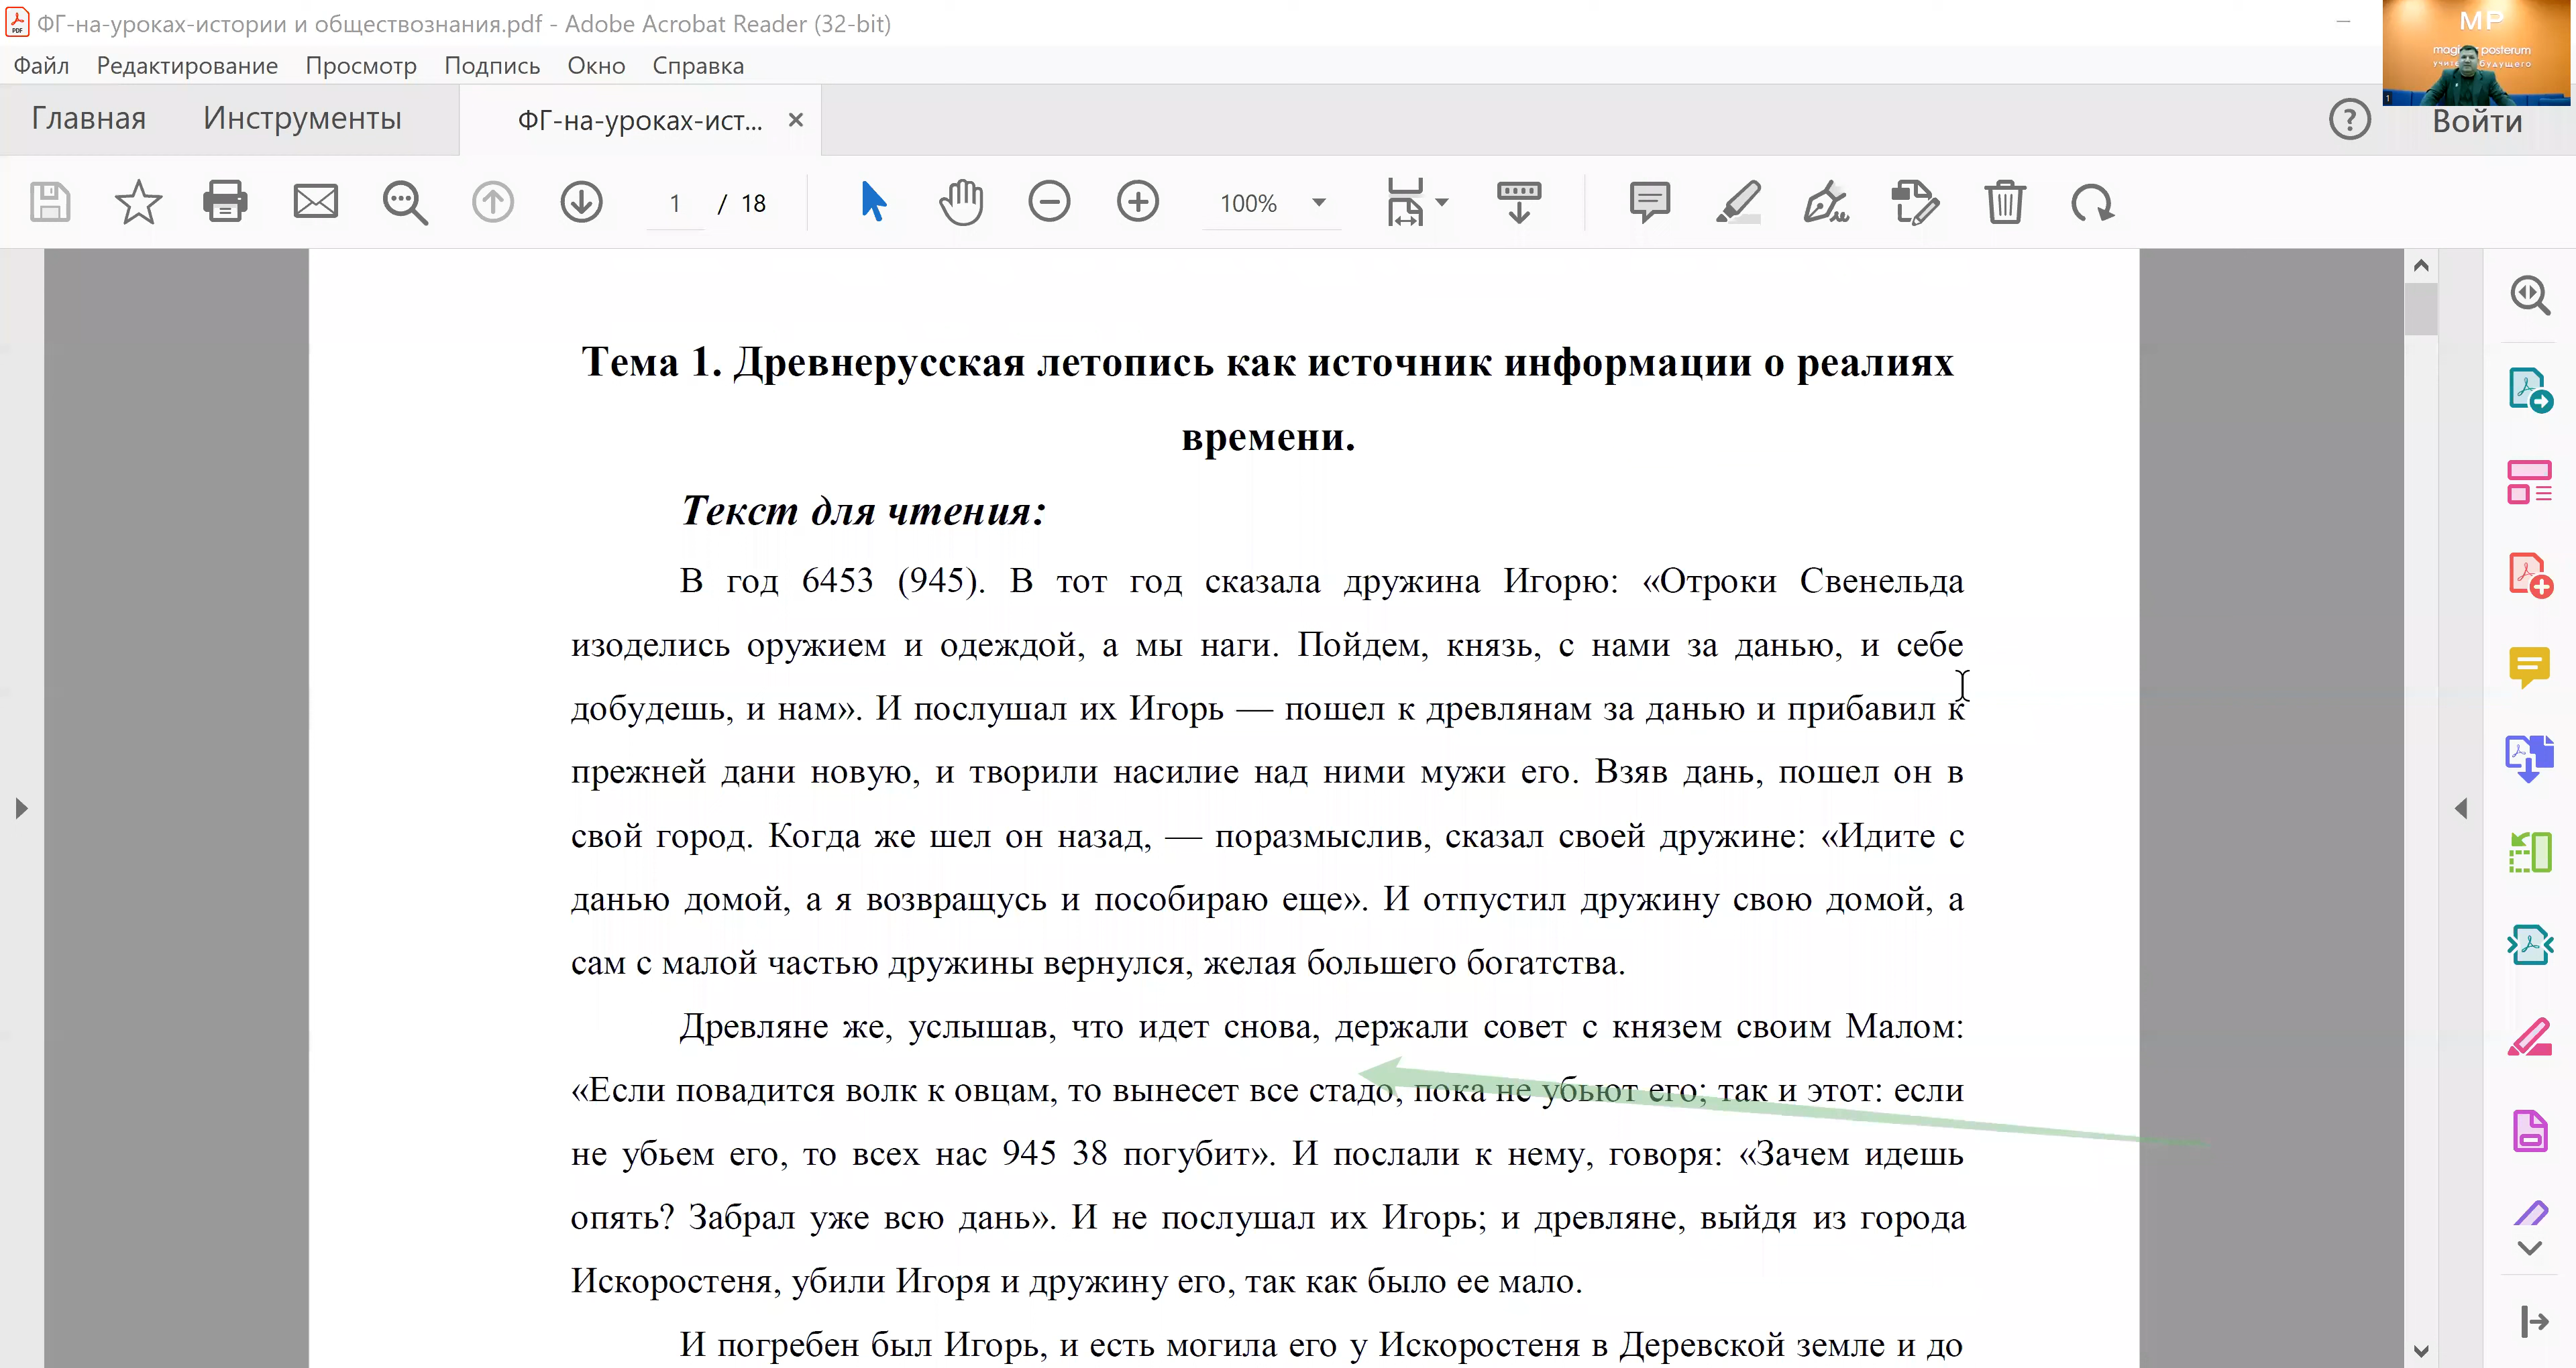 ФГ-на-уроках-истории и обществознания.pdf - Adobe Acrobat Reader (32-bit)
Файл Редактирование Просмотр Подпись Окно Справка
MP
posterum
будущего
1
Главная Инструменты ФГ-на-уроках-ист... Войти
1 / 18 100%
Тема 1. Древнерусская летопись как источник информации о реалиях
времени.
Текст для чтения:
В год 6453 (945). В тот год сказала дружина Игорю: «Отроки Свенельда
изоделись оружием и одеждой, а мы наги. Пойдем, князь, с нами за данью, и себе
добудешь, и нам». И послушал их Игорь — пошел к древлянам за данью и прибавил к
прежней дани новую, и творили насилие над ними мужи его. Взяв дань, пошел он в
свой город. Когда же шел он назад, — поразмыслив, сказал своей дружине: «Идите с
данью домой, а я возвращусь и пособираю еще». И отпустил дружину свою домой, а
сам с малой частью дружины вернулся, желая большего богатства.
Древляне же, услышав, что идет снова, держали совет с князем своим Малом:
«Если повадится волк к овцам, то вынесет все стадо, пока не убьют его; так и этот: если
не убьем его, то всех нас 945 38 погубит». И послали к нему, говоря: «Зачем идешь
опять? Забрал уже всю дань». И не послушал их Игорь; и древляне, выйдя из города
Искоростеня, убили Игоря и дружину его, так как было ее мало.
И погребен был Игорь, и есть могила его у Искоростеня в Деревской земле и до